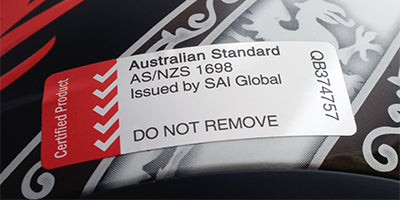 Certified Product
Australian Standard
AS/NZS 1698
Issued by SAI Global
DO NOT REMOVE
QB374757